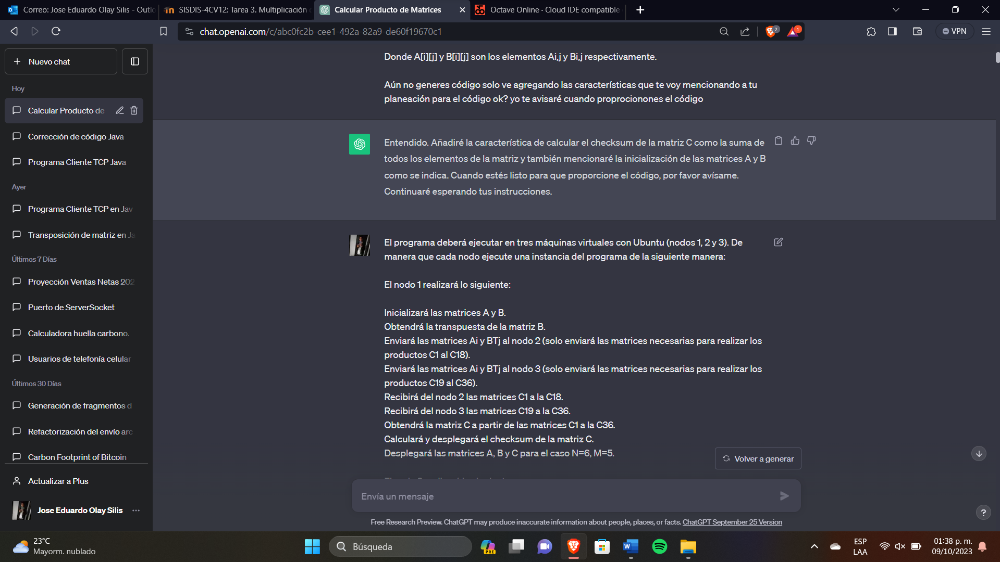 Correo: Jose Eduardo Olay Silis - Outlo
SISDIS-4CV12: Tarea 3. Multiplicación
Calcular Producto de Matrices
Octave Online · Cloud IDE compatible
chat.openai.com/c/abc0fc2b-cee1-492a-82a9-de60f19670c1
2
1
VPN
Nuevo chat
Hoy
Calcular Producto de
Corrección de código Java
Programa Cliente TCP Java
Ayer
Programa Cliente TCP en Jav
Transposición de matriz en Ja
Últimos 7 Días
Proyección Ventas Netas 202
Puerto de ServerSocket
Calculadora huella carbono.
Usuarios de telefonía celular
Últimos 30 Días
Generación de fragmentos d
Refactorización del envío arc
Carbon Footprint of Bitcoin
Actualizar a Plus
Jose Eduardo Olay Silis
Donde A[i][j] y B[i][j] son los elementos Ai,j y Bi,j respectivamente.
Aún no generes código solo ve agregando las características que te voy mencionando a tu
planeación para el código ok? yo te avisaré cuando proprocionones el código
Entendido. Añadiré la característica de calcular el checksum de la matriz C como la suma de
todos los elementos de la matriz y también mencionaré la inicialización de las matrices A y B
como se indica. Cuando estés listo para que proporcione el código, por favor avísame.
Continuaré esperando tus instrucciones.
El programa deberá ejecutar en tres máquinas virtuales con Ubuntu (nodos 1, 2 y 3). De
manera que cada nodo ejecute una instancia del programa de la siguiente manera:
El nodo 1 realizará lo siguiente:
Inicializará las matrices A y B.
Obtendrá la transpuesta de la matriz B.
Enviará las matrices Ai y BTj al nodo 2 (solo enviará las matrices necesarias para realizar los
productos C1 al C18).
Enviará las matrices Ai y BTj al nodo 3 (solo enviará las matrices necesarias para realizar los
productos C19 al C36).
Recibirá del nodo 2 las matrices C1 a la C18.
Recibirá del nodo 3 las matrices C19 a la C36.
Obtendrá la matriz C a partir de las matrices C1 a la C36.
Calculará y desplegará el checksum de la matriz C.
Desplegará las matrices A, B y C para el caso N=6, M=5.
Volver a generar
Envía un mensaje
Free Research Preview. ChatGPT may produce inaccurate information about people, places, or facts. ChatGPT September 25 Version
?
23°C
Mayorm. nublado
Búsqueda
PRE
ESP
LAA
01:38 p. m.
09/10/2023